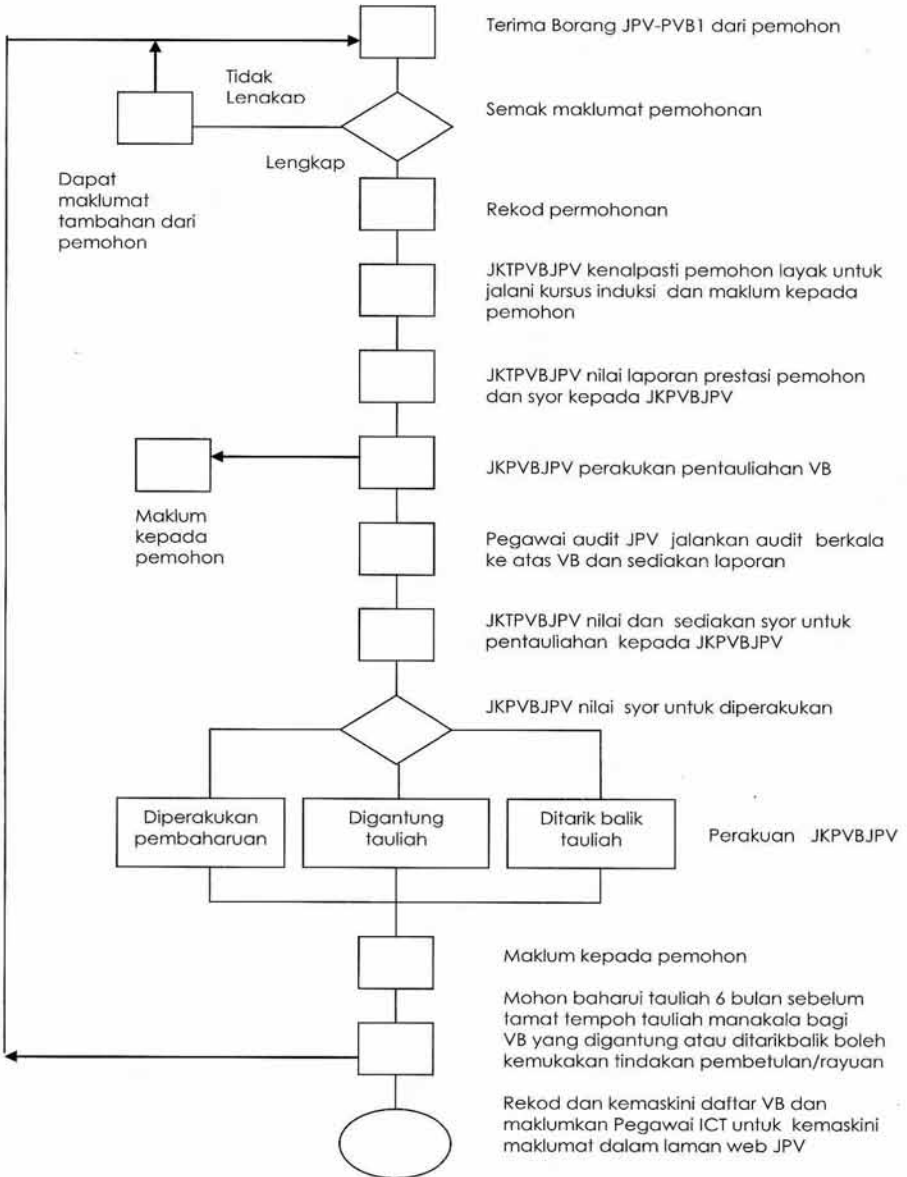 Terima Borang JPV-PVB1 dari pemohon
Tidak
Lengkap
Semak maklumat pemohonan
Lengkap
Dapat
maklumat
tambahan dari
pemohon
Rekod permohonan
JKTPVBJPV kenalpasti pemohon layak untuk
jalani kursus induksi dan maklum kepada
pemohon
JKTPVBJPV nilai laporan prestasi pemohon
dan syor kepada JKPVBJPV
JKPVBJPV perakukan pentauliahan VB
Maklum
kepada
pemohon
Pegawai audit JPV jalankan audit berkala
ke atas VB dan sediakan laporan
JKTPVBJPV nilai dan sediakan syor untuk
pentauliahan kepada JKPVBJPV
JKPVBJPV nilai syor untuk diperakukan
Diperakukan
pembaharuan
Digantung
tauliah
Ditarik balik
tauliah
Perakuan JKPVBJPV
Maklum kepada pemohon
Mohon baharui tauliah 6 bulan sebelum
tamat tempoh tauliah manakala bagi
VB yang digantung atau ditarikbalik boleh
kemukakan tindakan pembetulan/rayuan
Rekod dan kemaskini daftar VB dan
maklumkan Pegawai ICT untuk kemaskini
maklumat dalam laman web JPV